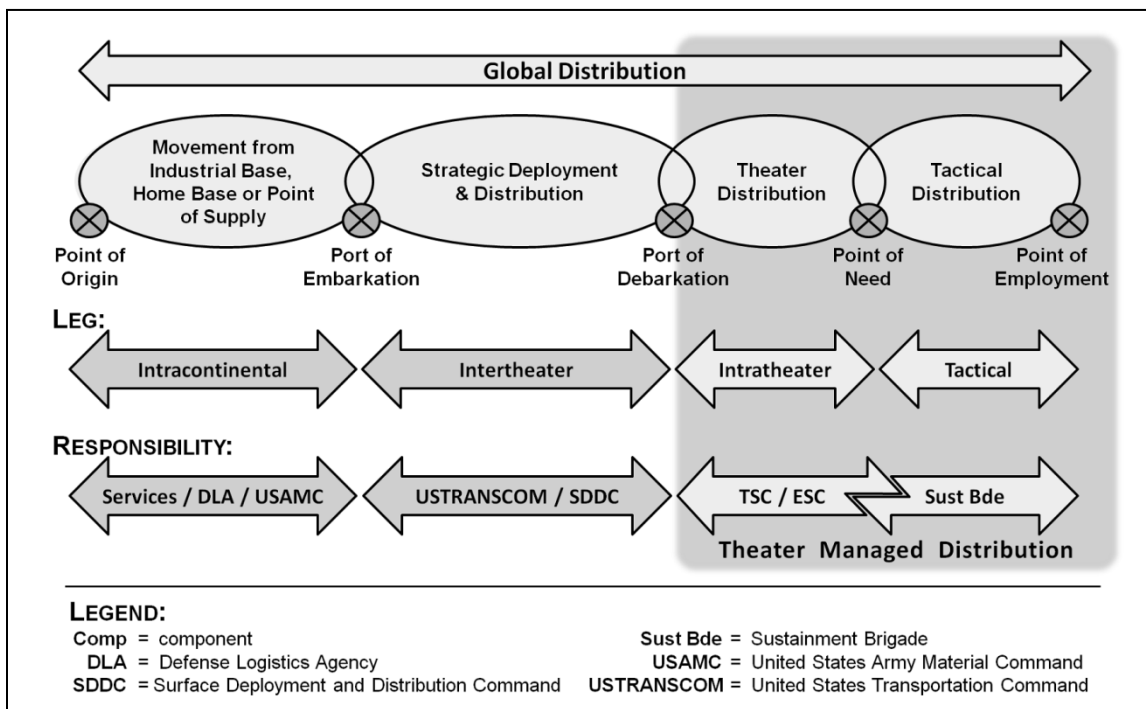 Global Distribution
Movement from
Industrial Base,
Home Base or Point
of Supply
Strategic Deployment
& Distribution
Theater
Distribution
Tactical
Distribution
Point of
Origin
Port of
Embarkation
Port of
Debarkation
Point of
Need
Point of
Employment
LEG:
Intracontinental
Intertheater
Intratheater
Tactical
RESPONSIBILITY:
Services / DLA / USAMC
USTRANSCOM / SDDC
TSC / ESC
Sust Bde
Theater Managed Distribution
LEGEND:
Comp = component
DLA = Defense Logistics Agency
SDDC = Surface Deployment and Distribution Command
Sust Bde = Sustainment Brigade
USAMC = United States Army Material Command
USTRANSCOM = United States Transportation Command